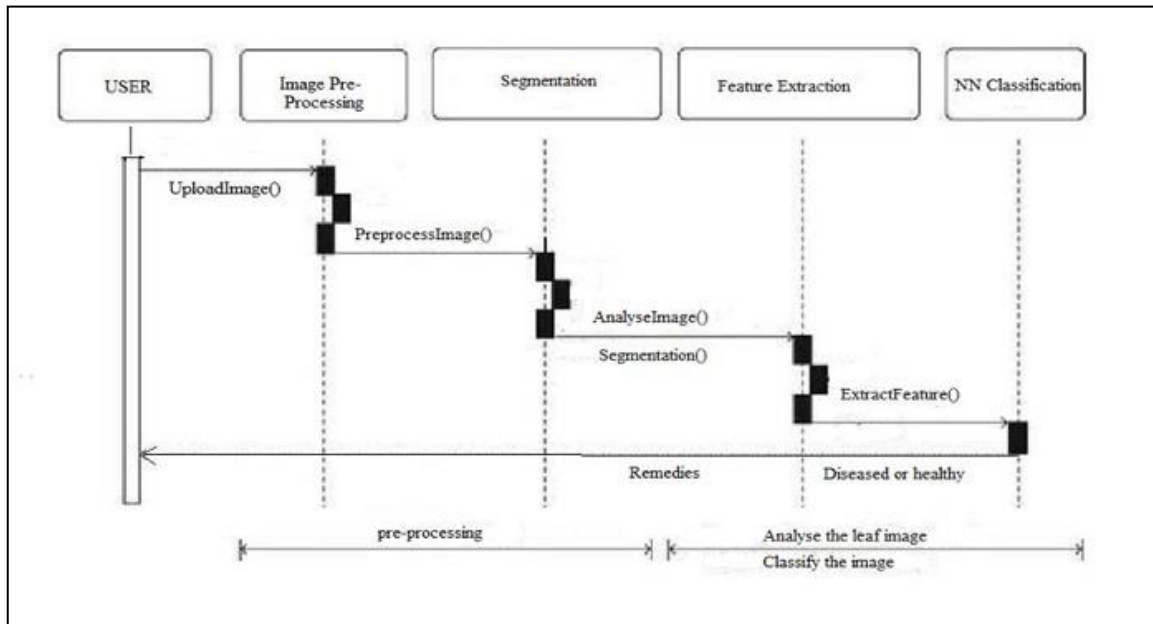 USER
Image Pre-
Processing
Segmentation
Feature Extraction
NN Classification
UploadImage()
PreprocessImage()
AnalyseImage()
Segmentation()
ExtractFeature()
Remedies
Diseased or healthy
pre-processing
Analyse the leaf image
Classify the image